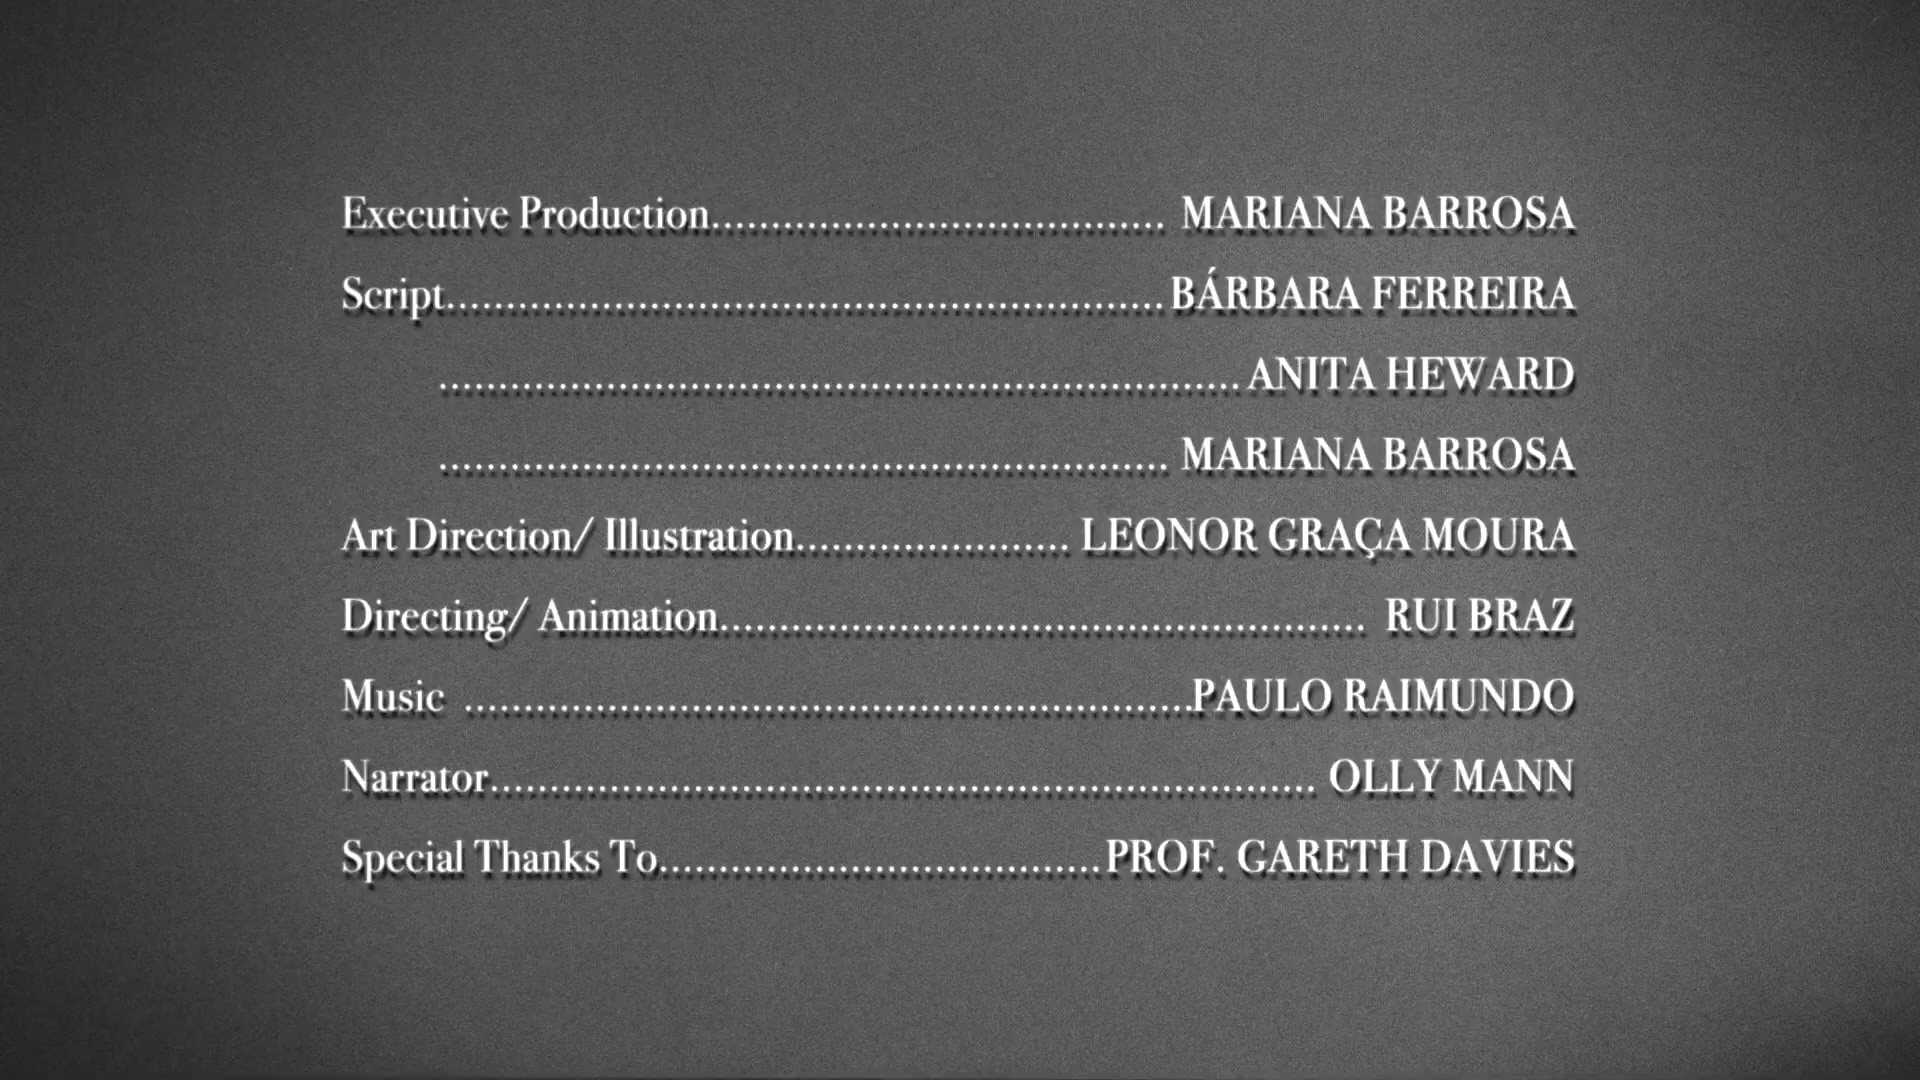 Executive Production...................................... MARIANA BARROSA
Script............................................................BÁRBARA FERREIRA
...................................................................ANITA HEWARD
............................................................. MARIANA BARROSA
Art Direction/ Illustration....................... LEONOR GRAÇA MOURA
Directing/ Animation...................................................... RUI BRAZ
Music .............................................................PAULO RAIMUNDO
Narrator..................................................................... OLLY MANN
Special Thanks To.....................................PROF. GARETH DAVIES